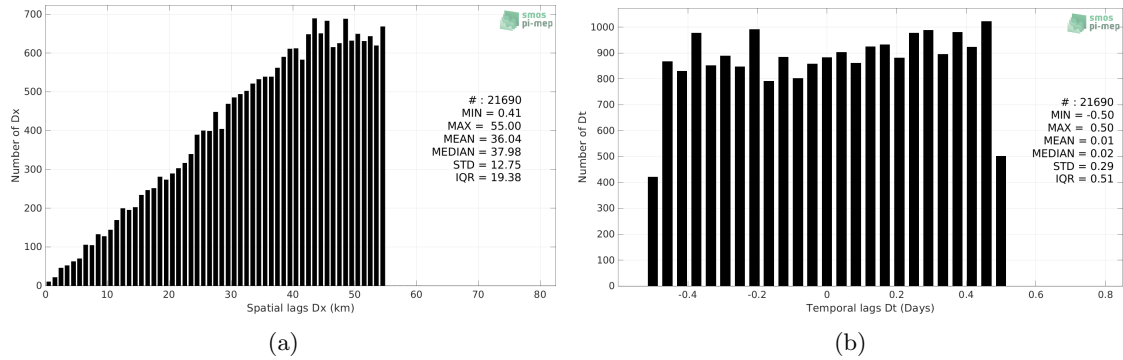 700
600
500
400
300
200
100
0
Number of Dx
0 10 20 30 40 50 60 70 80
Spatial lags Dx (km)
smos
pi-mep
# : 21690
MIN = 0.41
MAX = 55.00
MEAN = 36.04
MEDIAN = 37.98
STD = 12.75
IQR = 19.38
(a)
1000
900
800
700
600
500
400
300
200
100
0
Number of Dt
-0.4 -0.2 0 0.2 0.4 0.6 0.8
Temporal lags Dt (Days)
smos
pi-mep
# : 21690
MIN = -0.50
MAX = 0.50
MEAN = 0.01
MEDIAN = 0.02
STD = 0.29
IQR = 0.51
(b)